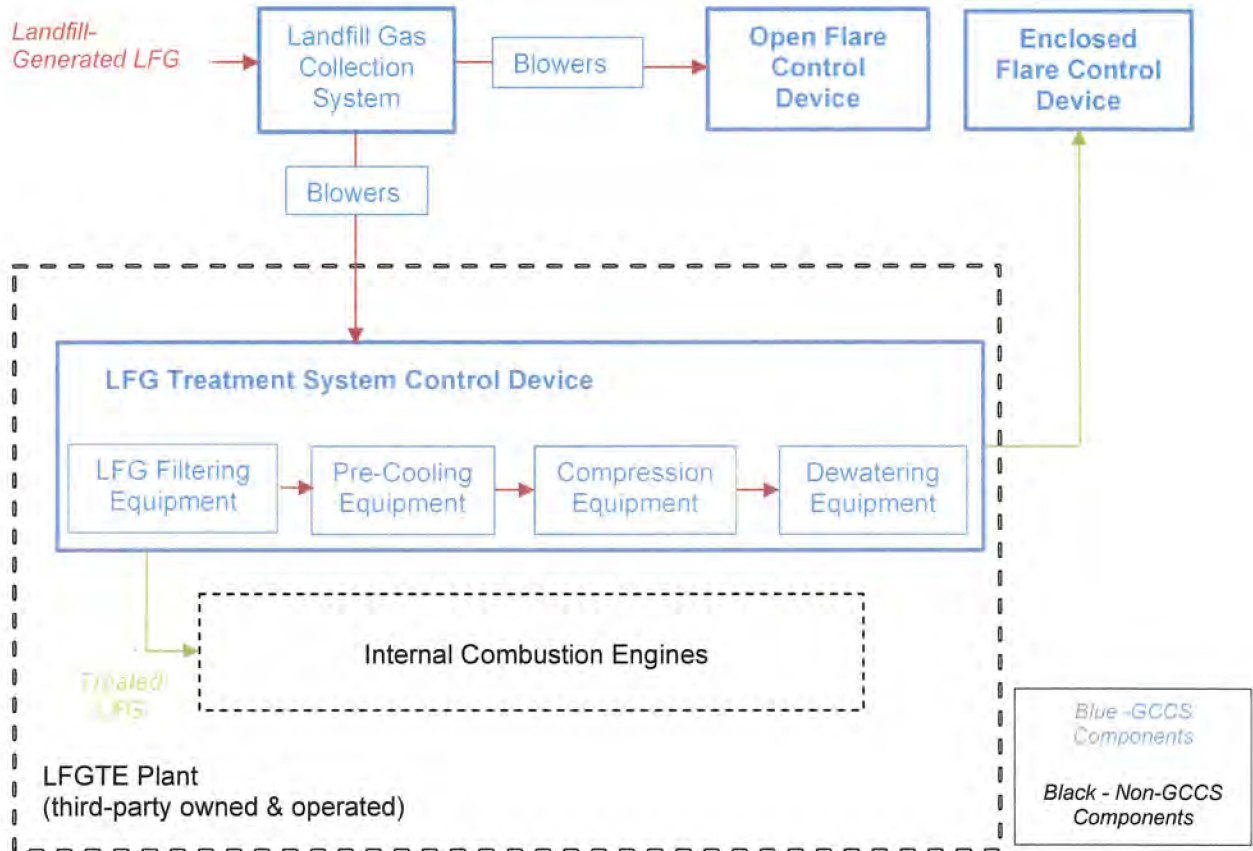 Landfill-
Generated LFG
Landfill Gas
Collection
System
Blowers
Open Flare
Control
Device
Enclosed
Flare Control
Device
Blowers
LFG Treatment System Control Device
LFG Filtering
Equipment
Pre-Cooling
Equipment
Compression
Equipment
Dewatering
Equipment
Internal Combustion Engines
Treated
LFG
LFGTE Plant
(third-party owned & operated)
Blue -GCCS
Components
Black - Non-GCCS
Components